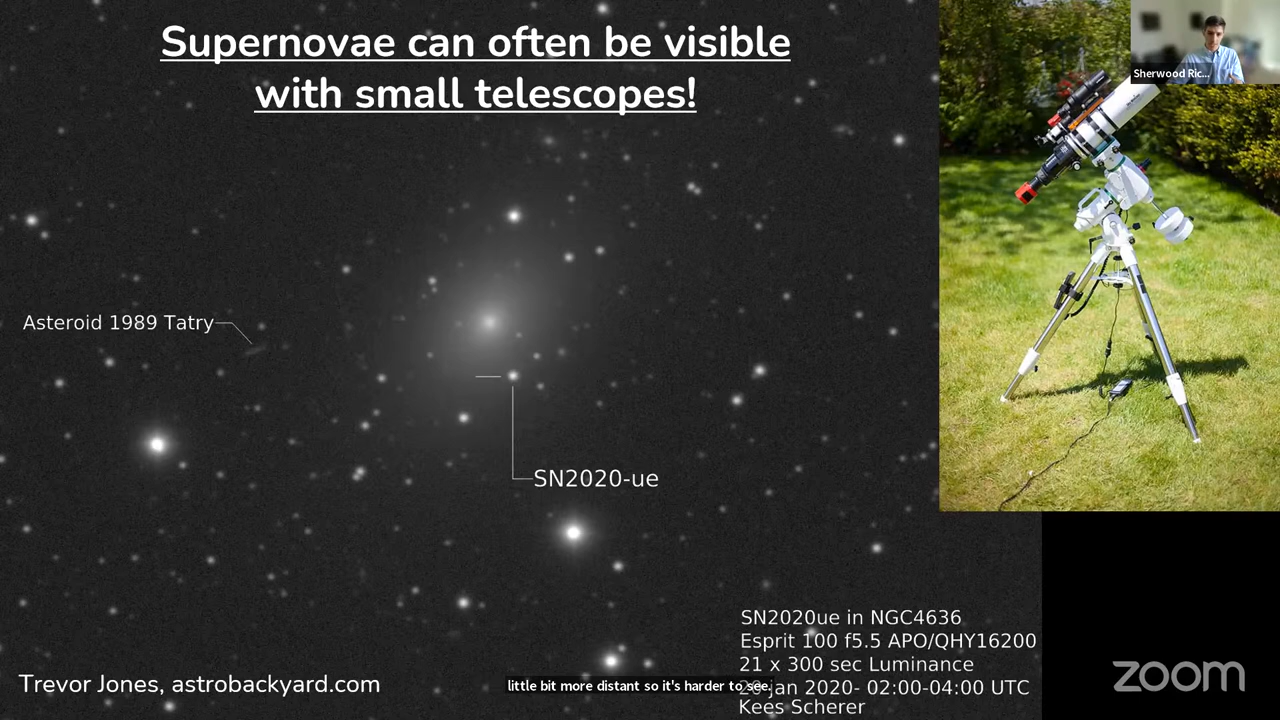 Supernovae can often be visible
with small telescopes!
Sherwood Ric...
Asteroid 1989 Tatry
SN2020-ue
SN2020ue in NGC4636
Esprit 100 f5.5 APO/QHY16200
21 x 300 sec Luminance
jan 2020- 02:00-04:00 UTC
Kees Scherer
Trevor Jones, astrobackyard.com
little bit more distant so it's harder to see.
zoom